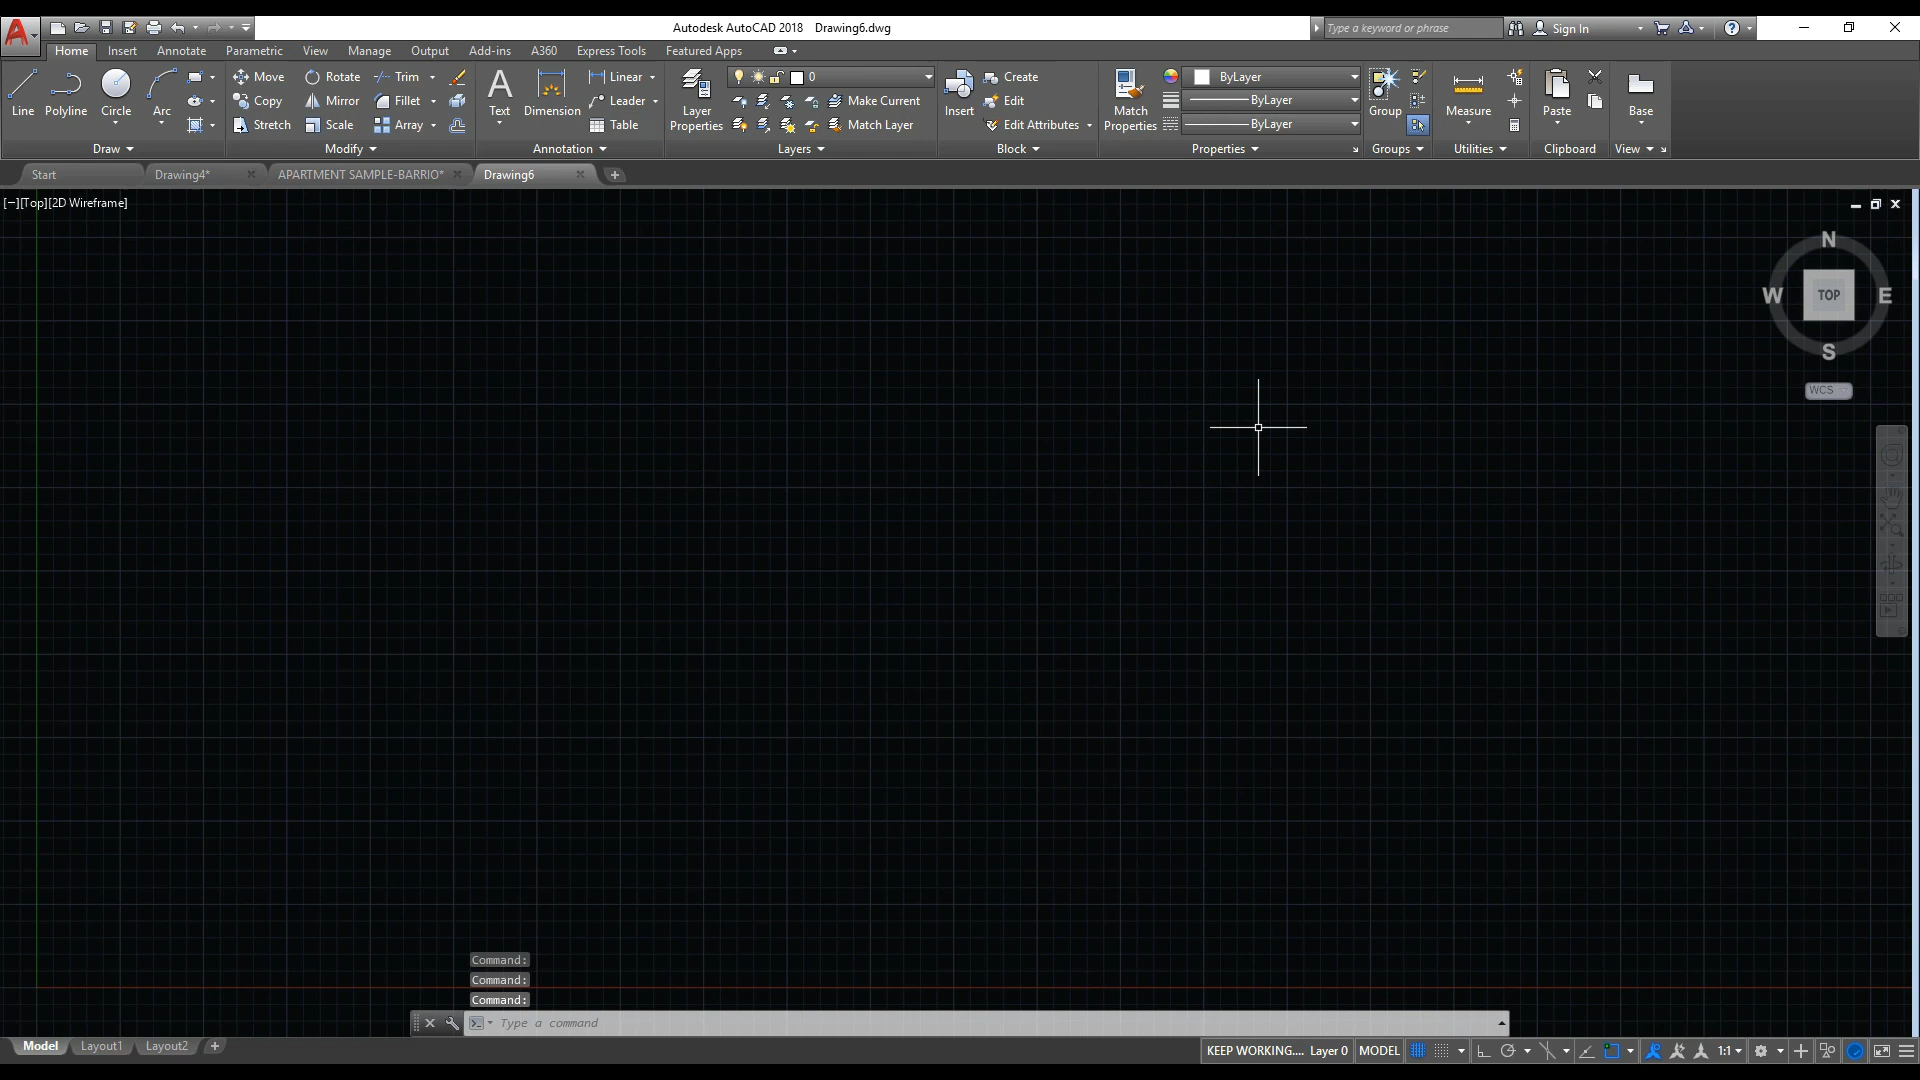 Autodesk AutoCAD 2018 Drawing6.dwg
Type a keyword or phrase
Sign In
Home Insert Annotate Parametric View Manage Output Add-ins A360 Express Tools Featured Apps
Line Polyline Circle Arc
Draw
Move Rotate Trim
Copy Mirror Fillet
Stretch Scale Array
Modify
Text Dimension
Linear
Leader
Table
Annotation
Layer Properties
0
Make Current
Match Layer
Layers
Insert
Create
Edit
Edit Attributes
Block
Match Properties
ByLayer
ByLayer
ByLayer
Properties
Group
Groups
Measure
Utilities
Paste
Clipboard
Base
View
Start Drawing4* APARTMENT SAMPLE-BARRIO* Drawing6
[−][Top][2D Wireframe]
N
W TOP E
S
WCS
Command:
Command:
Command:
Type a command
Model Layout1 Layout2
KEEP WORKING.... Layer 0 MODEL 1:1